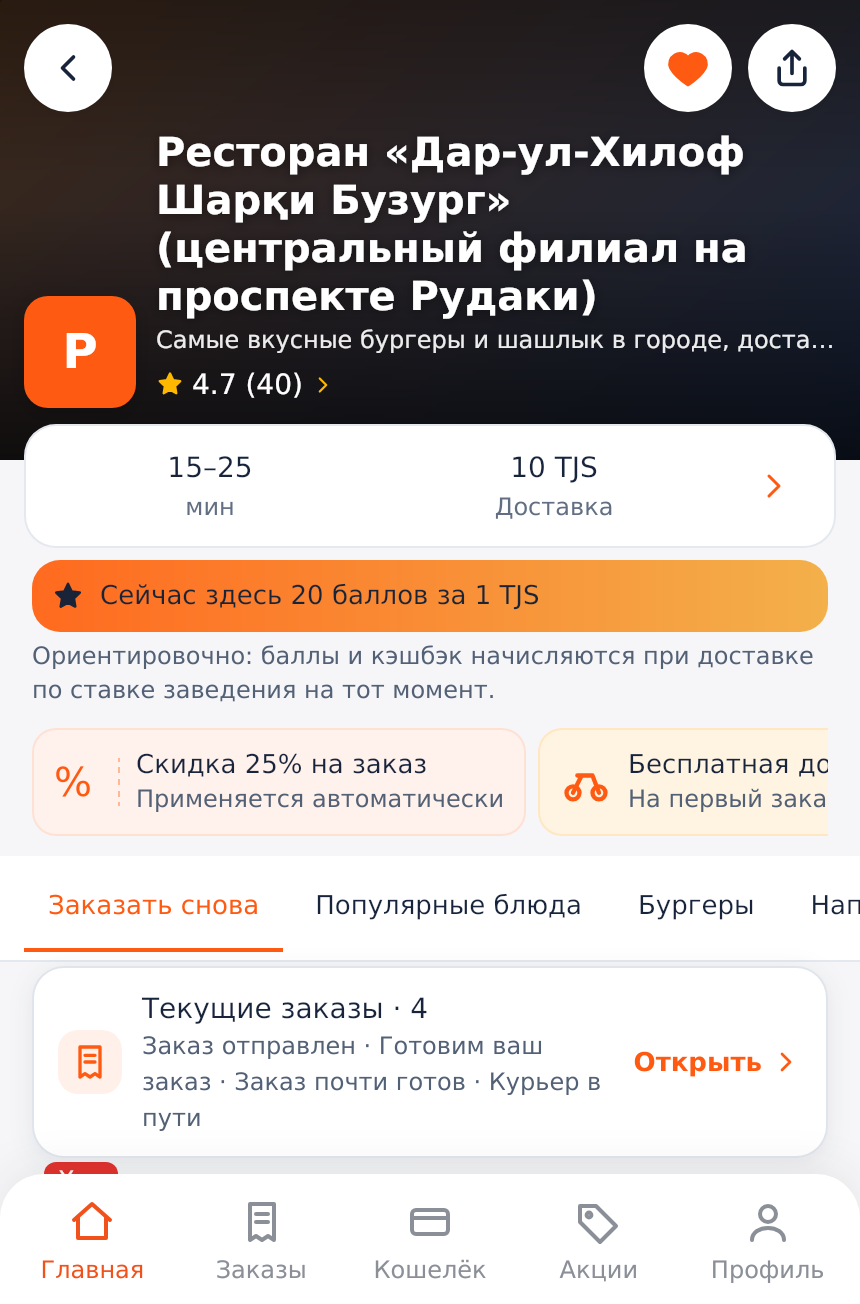 Ресторан «Дар-ул-Хилоф
Шарқи Бузург»
(центральный филиал на
проспекте Рудаки)
Р
Самые вкусные бургеры и шашлык в городе, доста…
4.7 (40)
15–25
мин
10 TJS
Доставка
Сейчас здесь 20 баллов за 1 TJS
Ориентировочно: баллы и кэшбэк начисляются при доставке
по ставке заведения на тот момент.
%
Скидка 25% на заказ
Применяется автоматически
Бесплатная до
На первый зака
Заказать снова
Популярные блюда
Бургеры
Нап
Текущие заказы · 4
Заказ отправлен · Готовим ваш
заказ · Заказ почти готов · Курьер в
пути
Открыть
Главная
Заказы
Кошелёк
Акции
Профиль